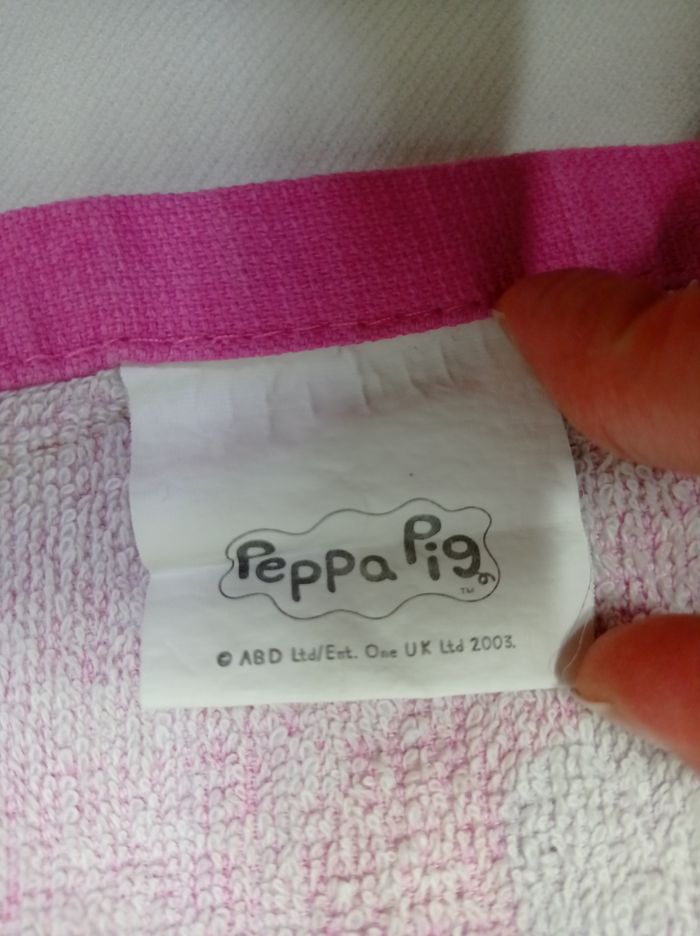 Peppa Pig
TM
© ABD Ltd/Ent. One UK Ltd 2003.